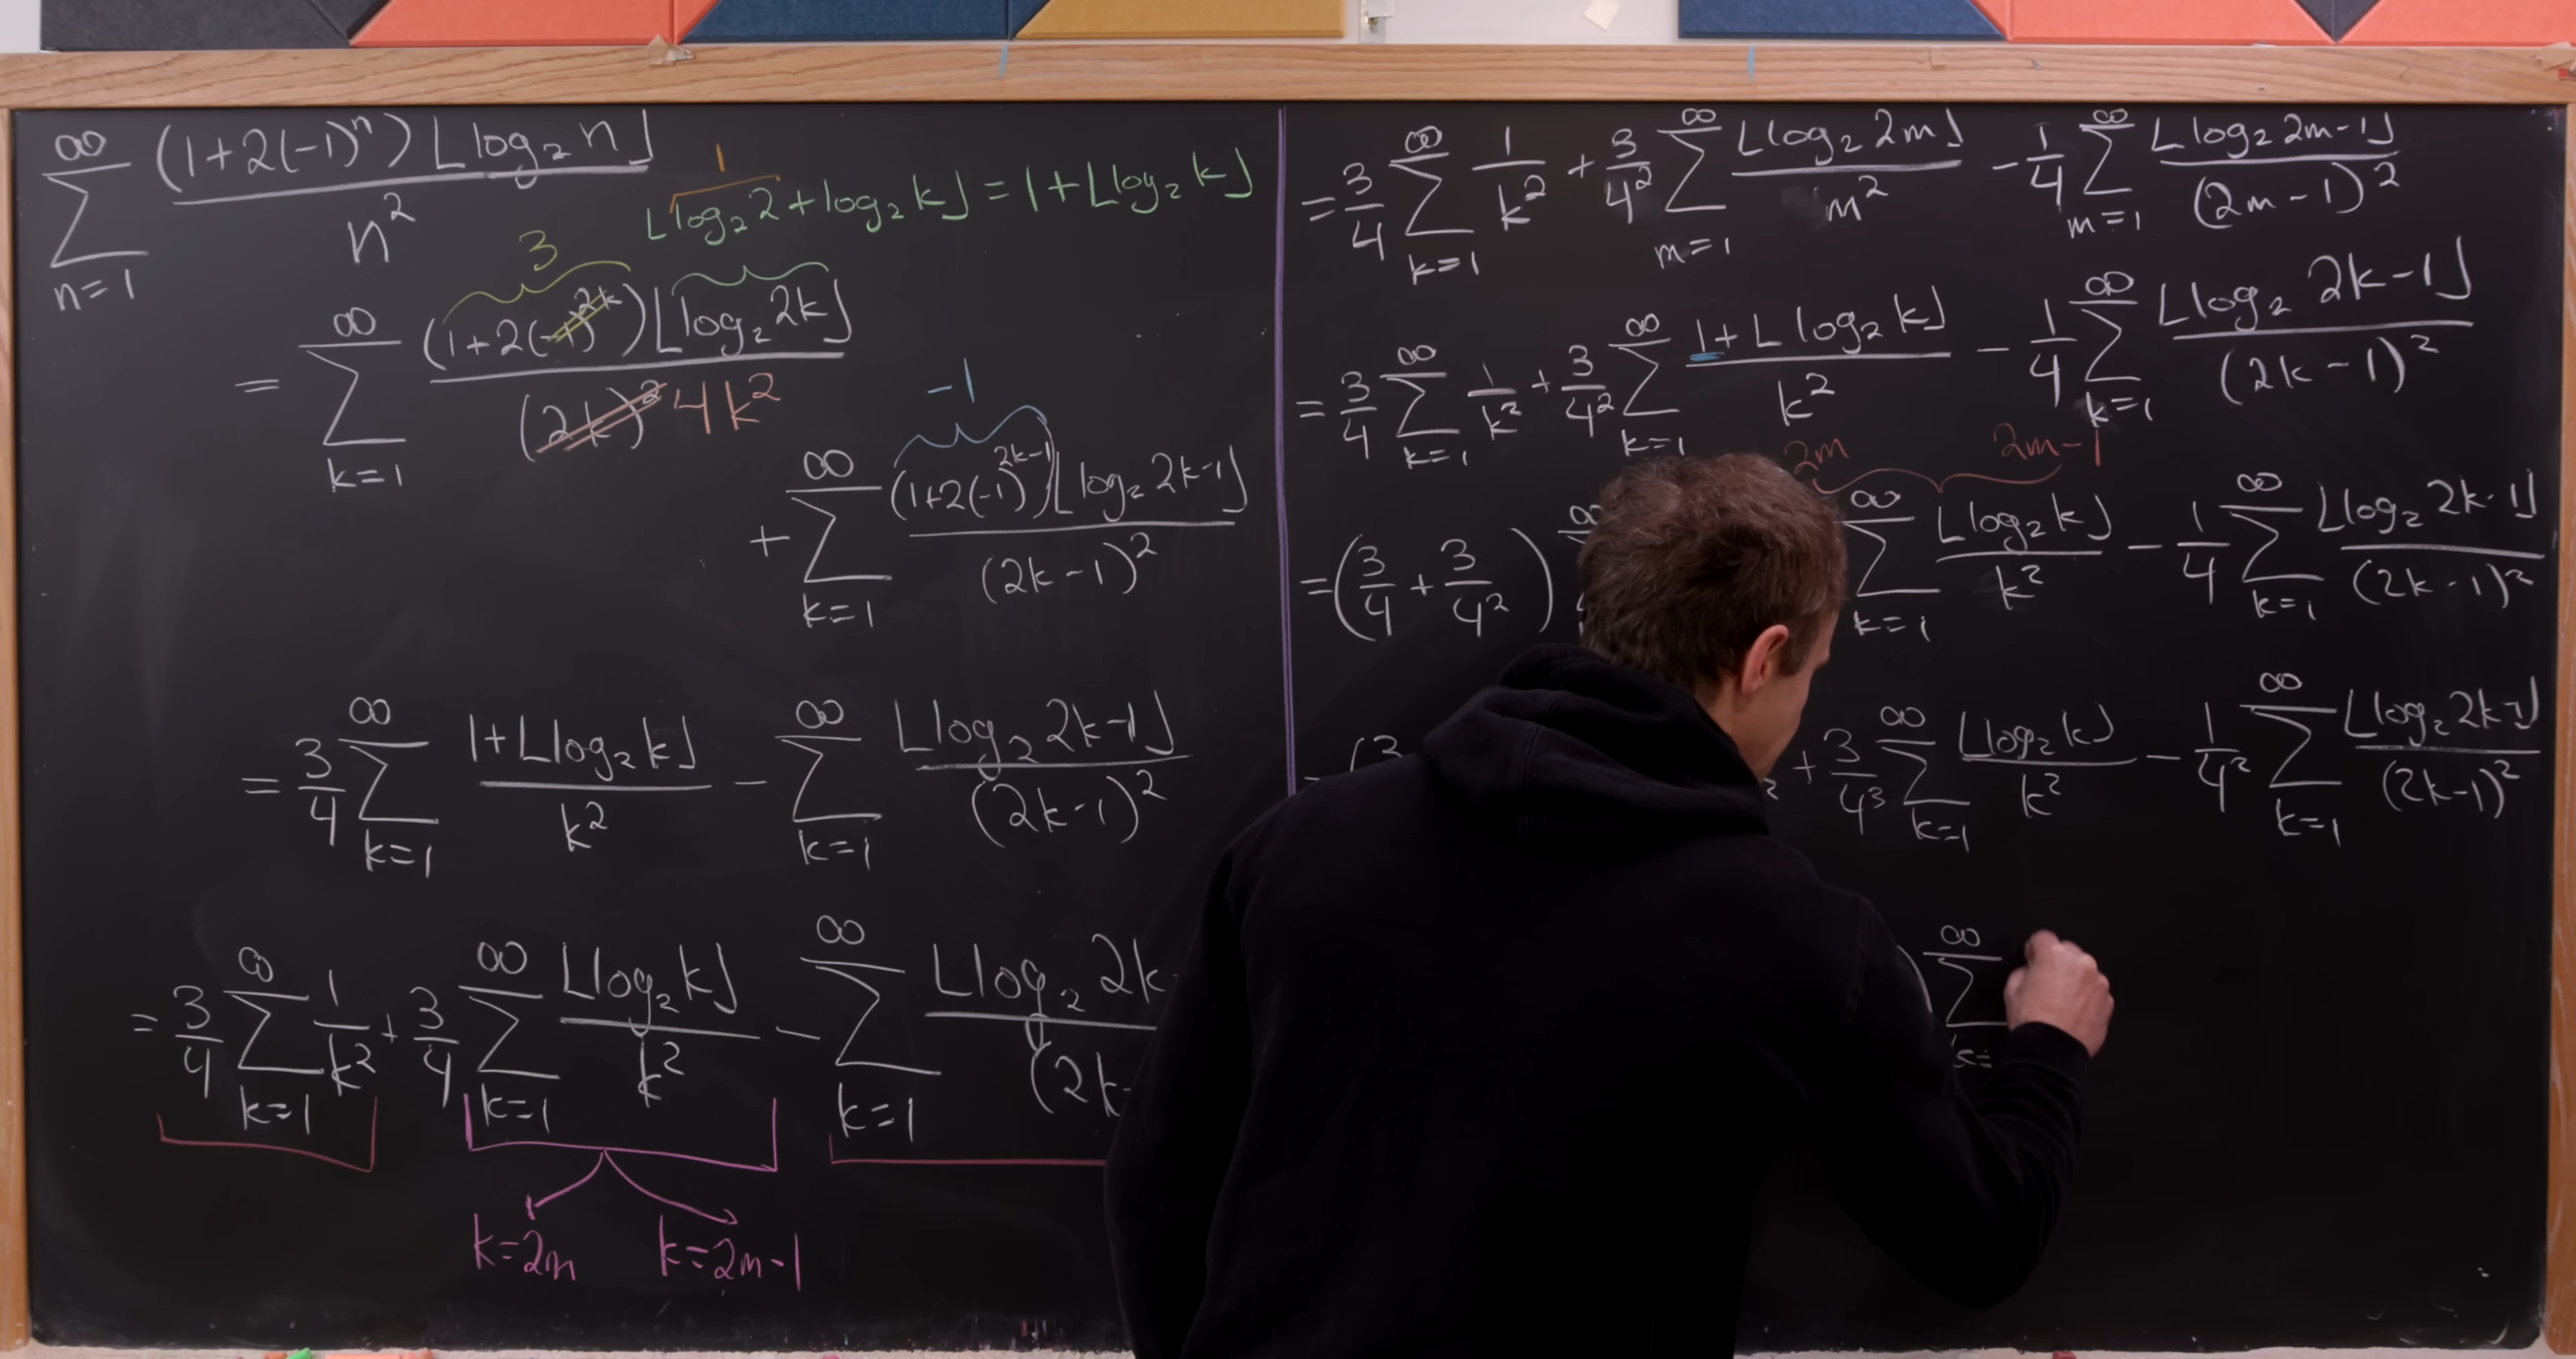 ∞ ∑ n=1 (1+2(-1)^n)⌊log₂ n⌋ / n²
1
⌊log₂2 + log₂k⌋ = 1+⌊log₂k⌋
3
= ∞ ∑ k=1 (1+2(-1)^2k)⌊log₂2k⌋ / (2k)² 4k²
-1
+ ∞ ∑ k=1 (1+2(-1)^2k-1)⌊log₂2k-1⌋ / (2k-1)²
= 3/4 ∞ ∑ k=1 1+⌊log₂k⌋ / k² - ∞ ∑ k=1 ⌊log₂2k-1⌋ / (2k-1)²
= 3/4 ∞ ∑ k=1 1/k² + 3/4 ∞ ∑ k=1 ⌊log₂k⌋ / k² - ∞ ∑ k=1 ⌊log₂2k / (2k-
k=2m k=2m-1
= 3/4 ∞ ∑ k=1 1/k² + 3/4² ∞ ∑ m=1 ⌊log₂2m⌋ / m² - 1/4 ∞ ∑ m=1 ⌊log₂2m-1⌋ / (2m-1)²
= 3/4 ∞ ∑ k=1 1/k² + 3/4² ∞ ∑ k=1 1+⌊log₂k⌋ / k² - 1/4 ∞ ∑ k=1 ⌊log₂2k-1⌋ / (2k-1)²
2m 2m-1
= (3/4 + 3/4²) ∞ ∞ ∑ k=1 ⌊log₂k⌋ / k² - 1/4 ∞ ∑ k=1 ⌊log₂2k-1⌋ / (2k-1)²
= (3 2 + 3/4³ ∞ ∑ k=1 ⌊log₂k⌋ / k² - 1/4² ∞ ∑ k=1 ⌊log₂2k-1⌋ / (2k-1)²
) ∞ ∑ k=